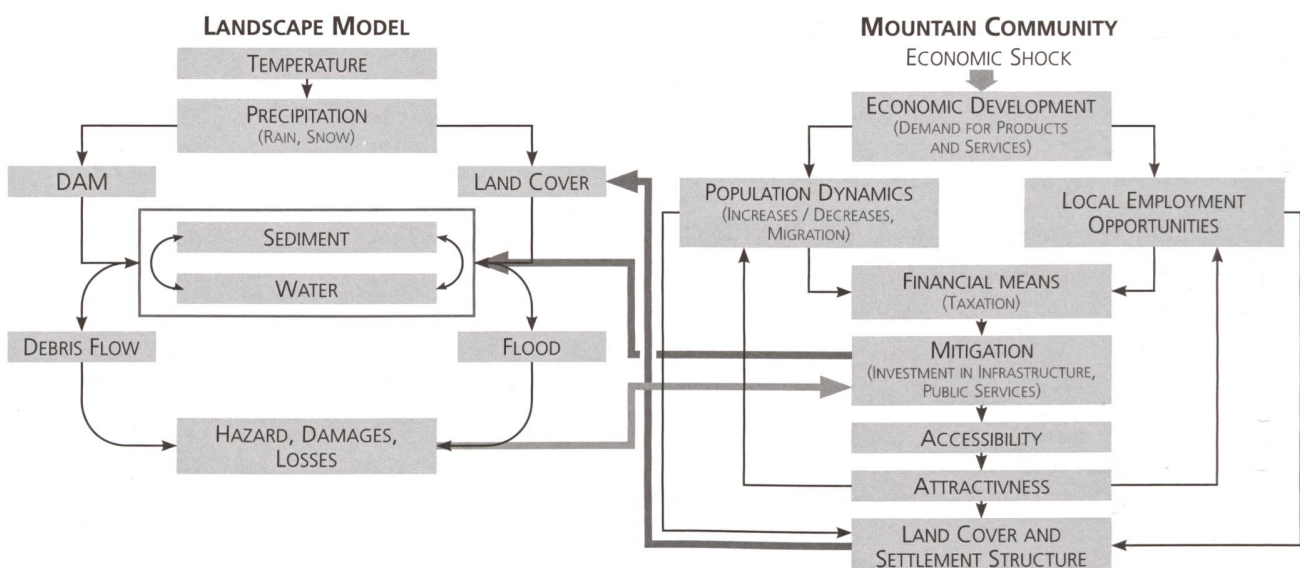 LANDSCAPE MODEL
TEMPERATURE
PRECIPITATION
(RAIN, SNOW)
DAM
LAND COVER
SEDIMENT
WATER
DEBRIS FLOW
FLOOD
HAZARD, DAMAGES,
LOSSES
MOUNTAIN COMMUNITY
ECONOMIC SHOCK
ECONOMIC DEVELOPMENT
(DEMAND FOR PRODUCTS
AND SERVICES)
POPULATION DYNAMICS
(INCREASES / DECREASES,
MIGRATION)
LOCAL EMPLOYMENT
OPPORTUNITIES
FINANCIAL MEANS
(TAXATION)
MITIGATION
(INVESTMENT IN INFRASTRUCTURE,
PUBLIC SERVICES)
ACCESSIBILITY
ATTRACTIVNESS
LAND COVER AND
SETTLEMENT STRUCTURE